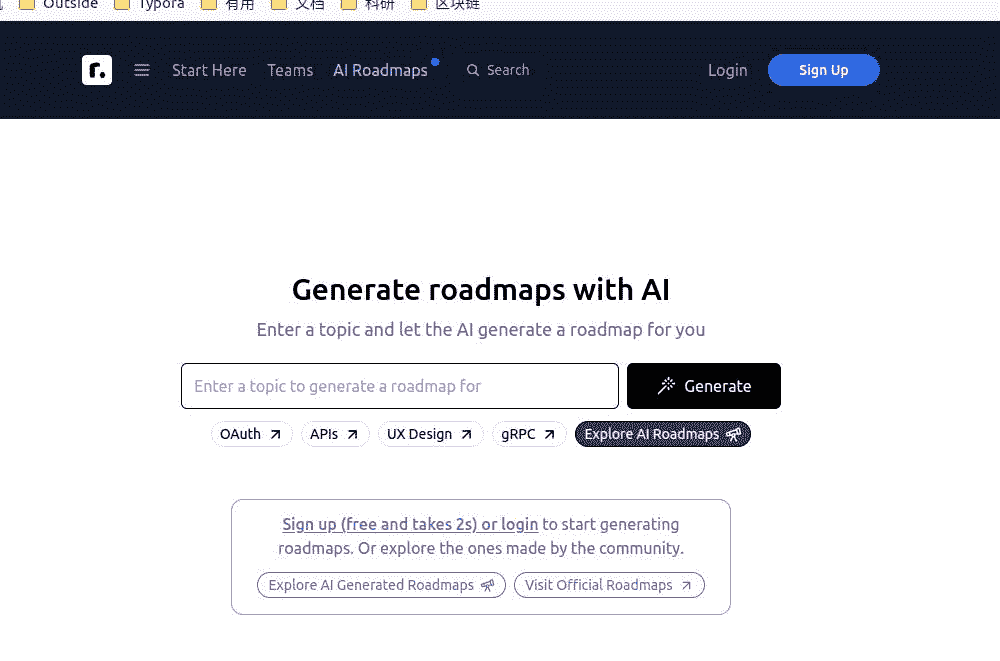 Outside Typora 有用 文档 科研 区块链
r. Start Here Teams AI Roadmaps Search Login Sign Up
Generate roadmaps with AI
Enter a topic and let the AI generate a roadmap for you
Enter a topic to generate a roadmap for Generate
OAuth APIs UX Design gRPC Explore AI Roadmaps
Sign up (free and takes 2s) or login to start generating
roadmaps. Or explore the ones made by the community.
Explore AI Generated Roadmaps Visit Official Roadmaps